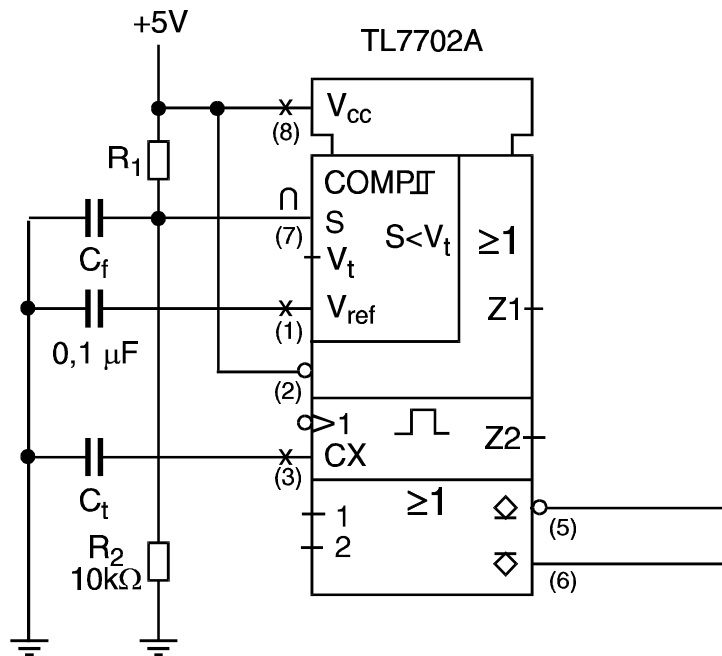 +5V
TL7702A
Vcc
(8)
R1
COMP
S
(7)
S<Vt
≥1
Cf
Vt
Vref
(1)
Z1
0,1 μF
(2)
1
Z2
CX
(3)
Ct
≥1
1
(5)
R2
2
10kΩ
(6)